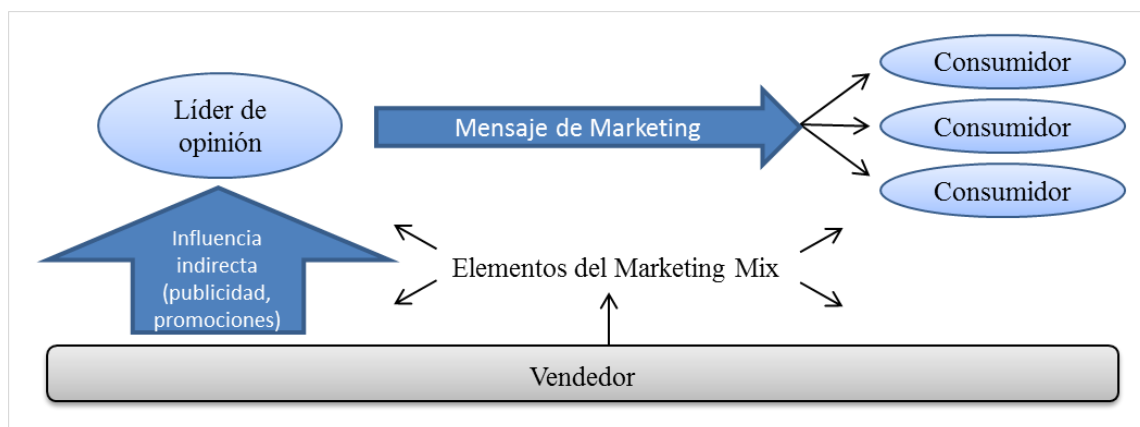 Consumidor
Líder de
opinión
Mensaje de Marketing
Consumidor
Consumidor
Influencia
indirecta
(publicidad,
promociones)
Elementos del Marketing Mix
Vendedor